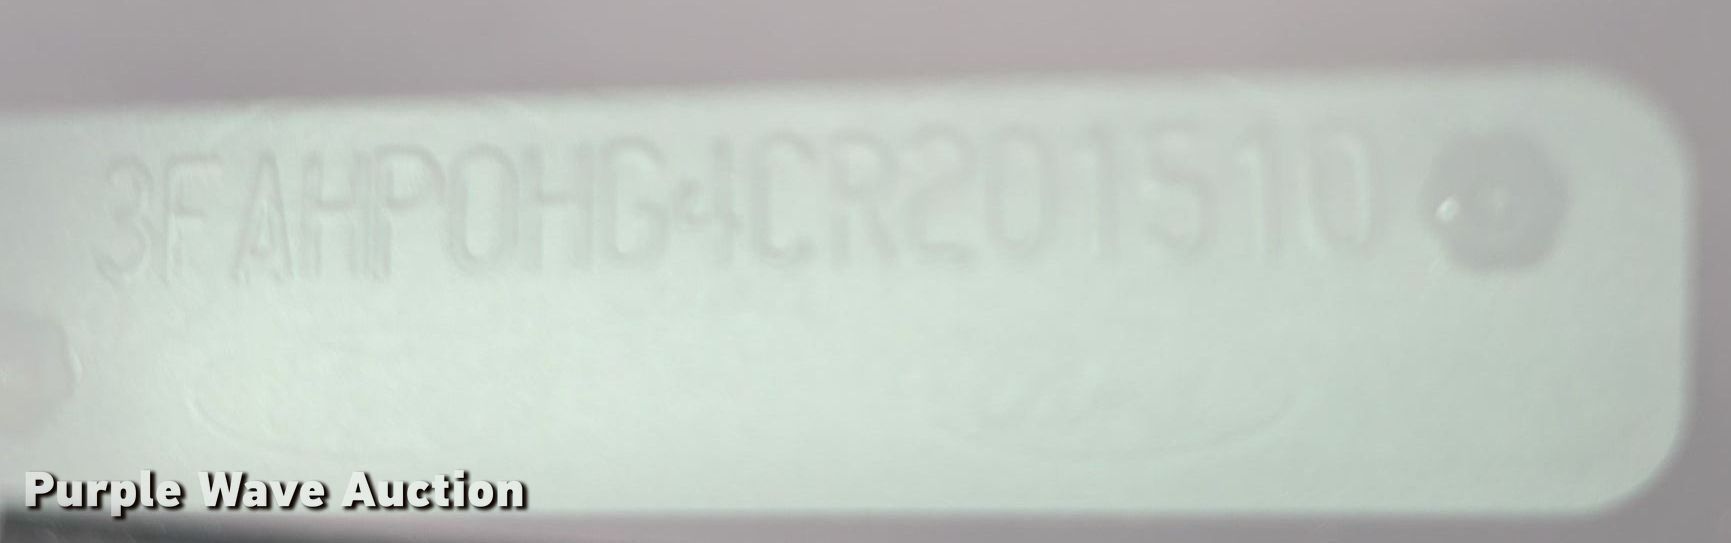 3FAHP0HG4CR201510
Purple Wave Auction